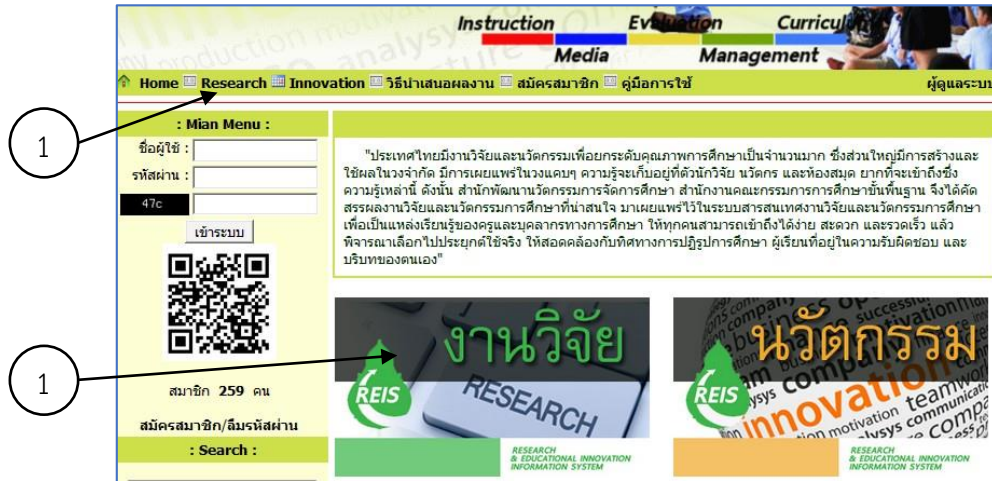 Instruction Evaluation Curricul
Media Management
Home Research Innovation วิธีนำเสนอผลงาน สมัครสมาชิก คู่มือการใช้ ผู้ดูแลระบบ
1
: Mian Menu :
ชื่อผู้ใช้ :
รหัสผ่าน :
47c
เข้าระบบ
สมาชิก 259 คน
สมัครสมาชิก/ลืมรหัสผ่าน
: Search :
"ประเทศไทยมีงานวิจัยและนวัตกรรมเพื่อยกระดับคุณภาพการศึกษาเป็นจำนวนมาก ซึ่งส่วนใหญ่มีการสร้างและ
ใช้ผลในวงจำกัด มีการเผยแพร่ในวงแคบๆ ความรู้จะเก็บอยู่ที่ตัวนักวิจัย นวัตกร และห้องสมุด ยากที่จะเข้าถึงซึ่ง
ความรู้เหล่านี้ ดังนั้น สำนักพัฒนานวัตกรรมการจัดการศึกษา สำนักงานคณะกรรมการการศึกษาขั้นพื้นฐาน จึงได้คัด
สรรผลงานวิจัยและนวัตกรรมการศึกษาที่น่าสนใจ มาเผยแพร่ไว้ในระบบสารสนเทศงานวิจัยและนวัตกรรมการศึกษา
เพื่อเป็นแหล่งเรียนรู้ของครูและบุคลากรทางการศึกษา ให้ทุกคนสามารถเข้าถึงได้ง่าย สะดวก และรวดเร็ว แล้ว
พิจารณาเลือกไปประยุกต์ใช้จริง ให้สอดคล้องกับทิศทางการปฏิรูปการศึกษา ผู้เรียนที่อยู่ในความรับผิดชอบ และ
บริบทของตนเอง"
1
งานวิจัย
REIS
RESEARCH
RESEARCH
& EDUCATIONAL INNOVATION
INFORMATION SYSTEM
นวัตกรรม
REIS
innovation
motivation teamwork
RESEARCH
& EDUCATIONAL INNOVATION
INFORMATION SYSTEM